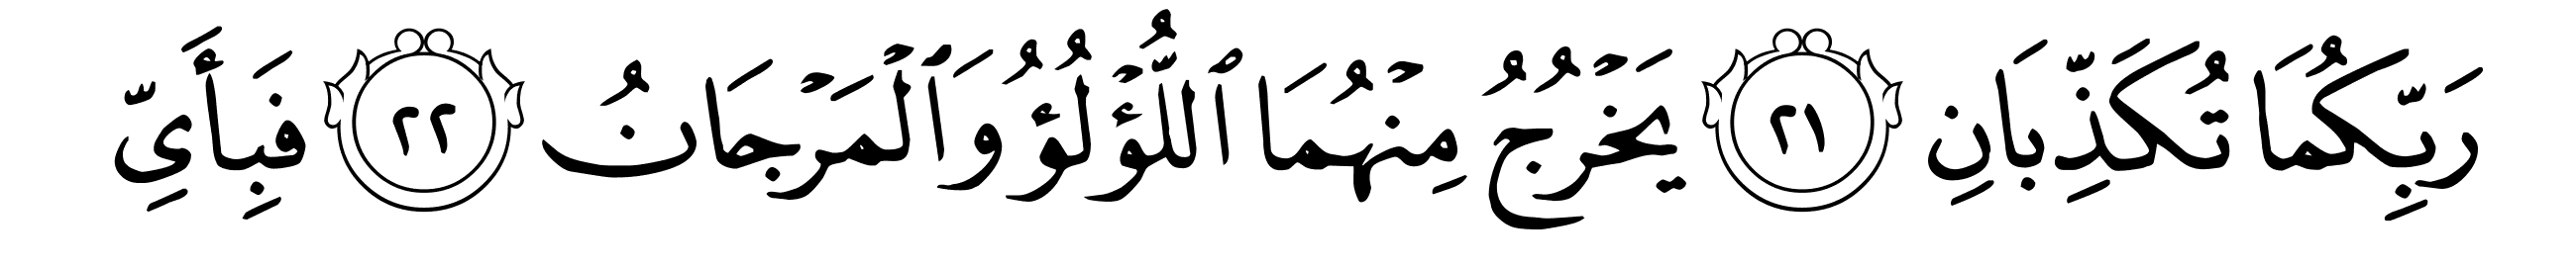 رَبِّكُمَا تُكَذِّبَانِ ٢١ يَخۡرُجُ مِنۡهُمَا ٱللُّؤۡلُؤُ وَٱلۡمَرۡجَانُ ٢٢ فَبِأَيِّ